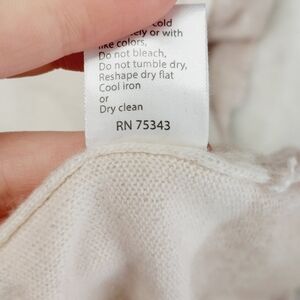 cold
or with
like colors,
Do not bleach,
Do not tumble dry,
Reshape dry flat
Cool iron
or
Dry clean
RN 75343